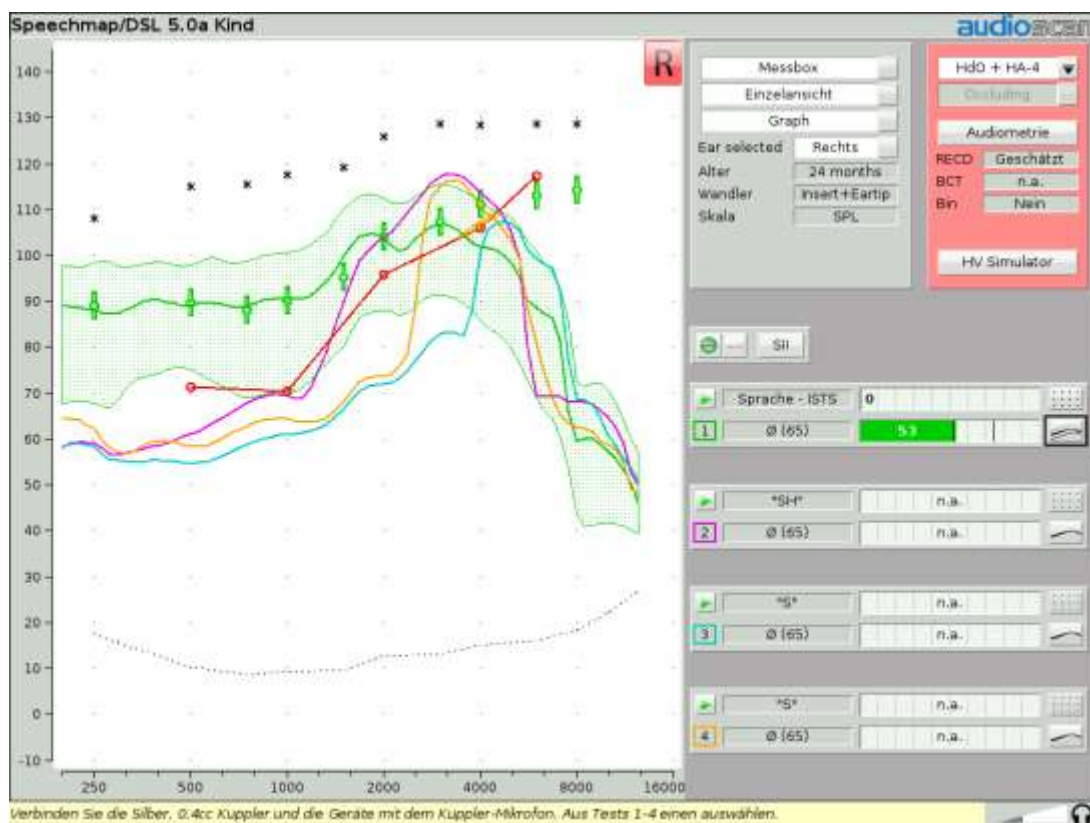 Speechmap/DSL 5.0a Kind
audioscan
R
140
130
120
110
100
90
80
70
60
50
40
30
20
10
0
-10
250 500 1000 2000 4000 8000 16000
Messbox
Einzelansicht
Graph
Ear selected Rechts
Alter 24 months
Wandler Insert+Eartip
Skala SPL
HdO + HA-4
Occluding
Audiometrie
RECD Geschätzt
BCT n.a.
Bin Nein
HV Simulator
SII
Sprache - ISTS 0
1 Ø (65) 53
"SH" n.a.
2 Ø (65) n.a.
"S" n.a.
3 Ø (65) n.a.
"S" n.a.
4 Ø (65) n.a.
Verbinden Sie die Silber, 0.4cc Kuppler und die Geräte mit dem Kuppler-Mikrofon. Aus Tests 1-4 einen auswählen.